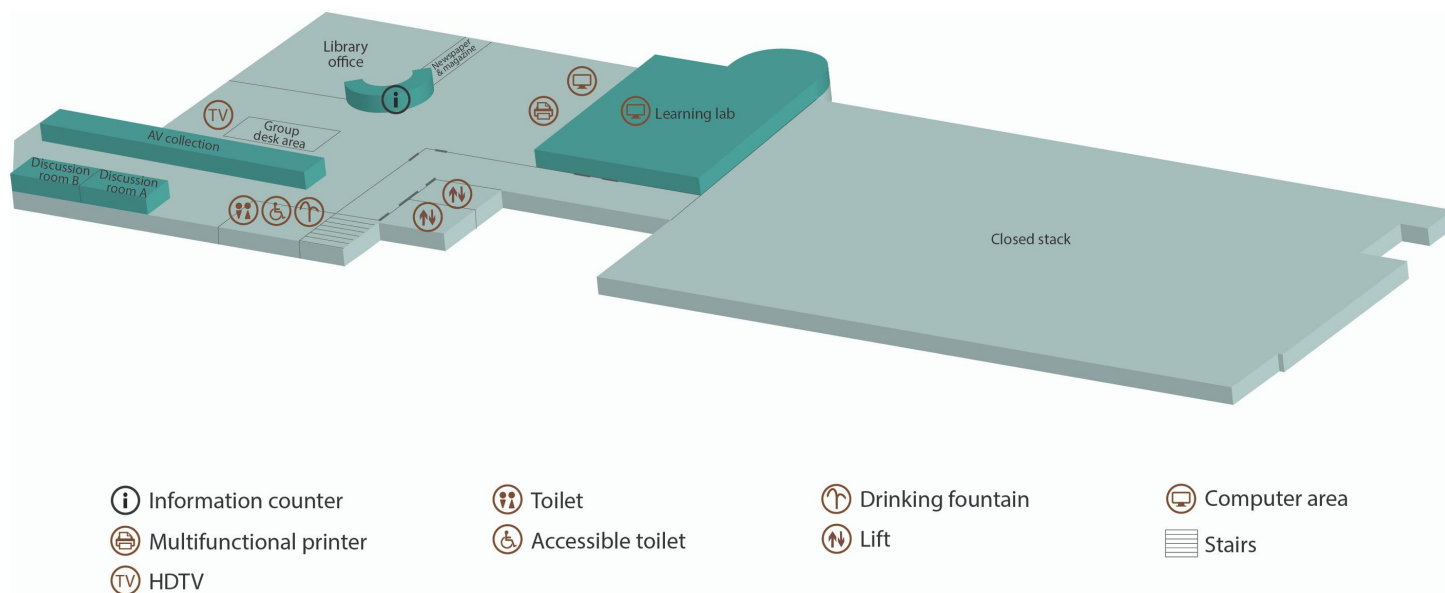 Library
office
Newspaper
& magazine
TV
Group
desk area
AV collection
Discussion
room B
Discussion
room A
Learning lab
Closed stack
Information counter
Toilet
Drinking fountain
Computer area
Multifunctional printer
Accessible toilet
Lift
Stairs
TV HDTV